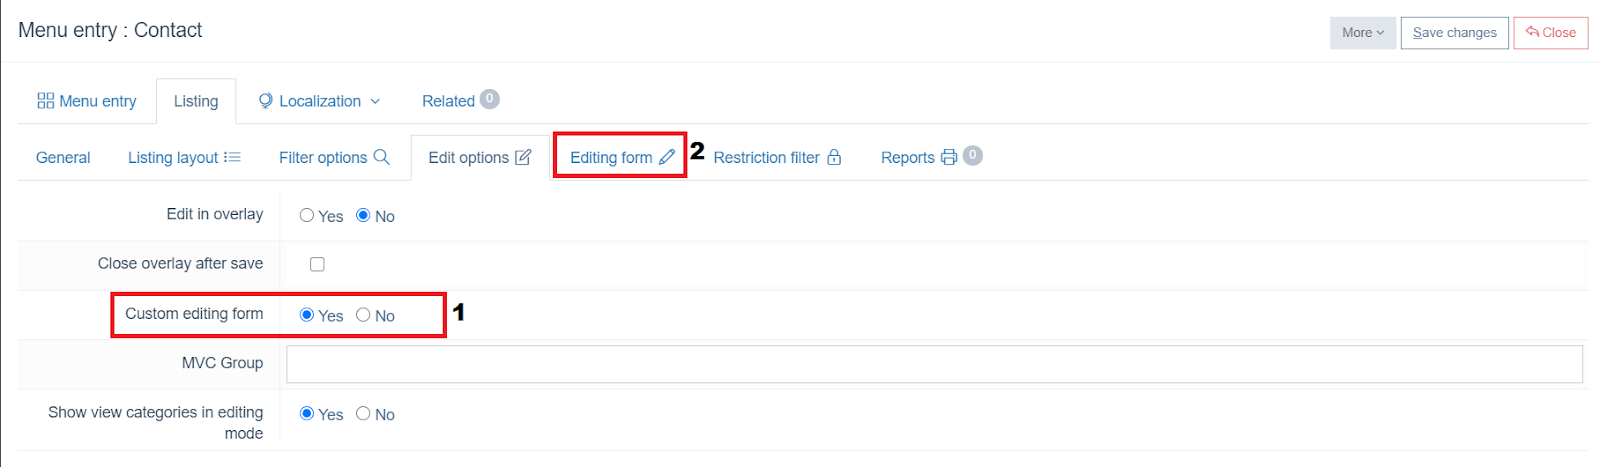 Menu entry : Contact
More Save changes Close
Menu entry Listing Localization Related 0
General Listing layout Filter options Edit options Editing form 2 Restriction filter Reports 0
Edit in overlay Yes No
Close overlay after save
Custom editing form Yes No 1
MVC Group
Show view categories in editing Yes No
mode